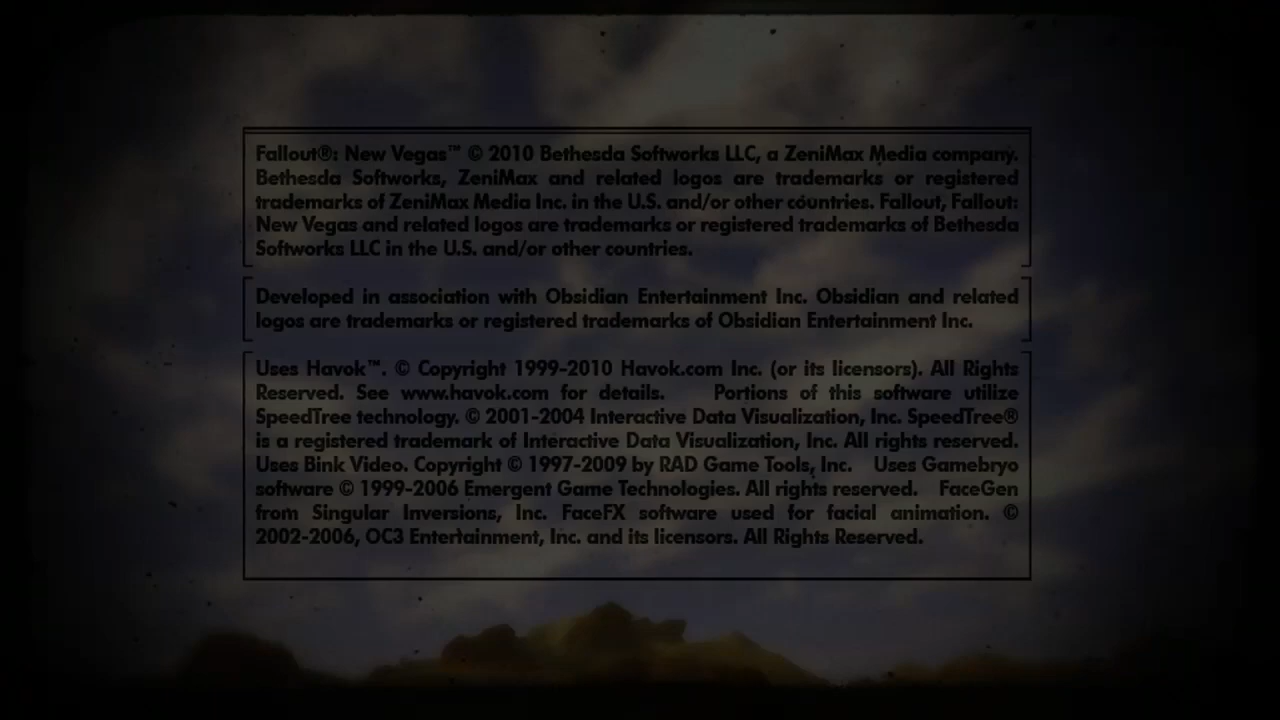 Fallout®: New Vegas™ © 2010 Bethesda Softworks LLC, a ZeniMax Media company.
Bethesda Softworks, ZeniMax and related logos are trademarks or registered
trademarks of ZeniMax Media Inc. in the U.S. and/or other countries. Fallout, Fallout:
New Vegas and related logos are trademarks or registered trademarks of Bethesda
Softworks LLC in the U.S. and/or other countries.
Developed in association with Obsidian Entertainment Inc. Obsidian and related
logos are trademarks or registered trademarks of Obsidian Entertainment Inc.
Uses Havok™. © Copyright 1999-2010 Havok.com Inc. (or its licensors). All Rights
Reserved. See www.havok.com for details. Portions of this software utilize
SpeedTree technology. © 2001-2004 Interactive Data Visualization, Inc. SpeedTree®
is a registered trademark of Interactive Data Visualization, Inc. All rights reserved.
Uses Bink Video. Copyright © 1997-2009 by RAD Game Tools, Inc. Uses Gamebryo
software © 1999-2006 Emergent Game Technologies. All rights reserved. FaceGen
from Singular Inversions, Inc. FaceFX software used for facial animation. ©
2002-2006, OC3 Entertainment, Inc. and its licensors. All Rights Reserved.